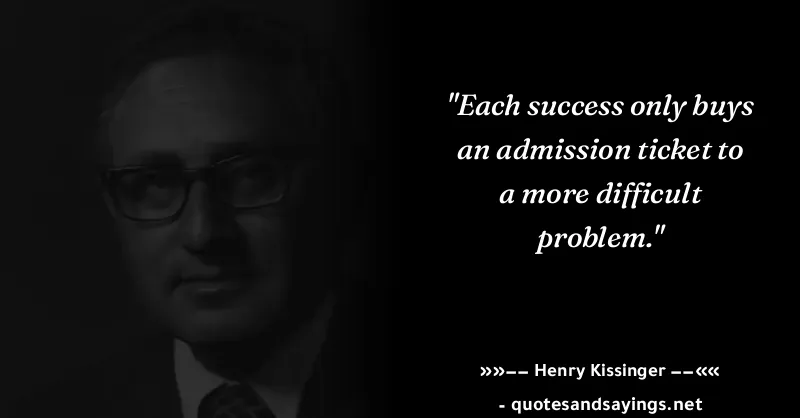 "Each success only buys
an admission ticket to
a more difficult
problem."
»»−− Henry Kissinger −−««
- quotesandsayings.net